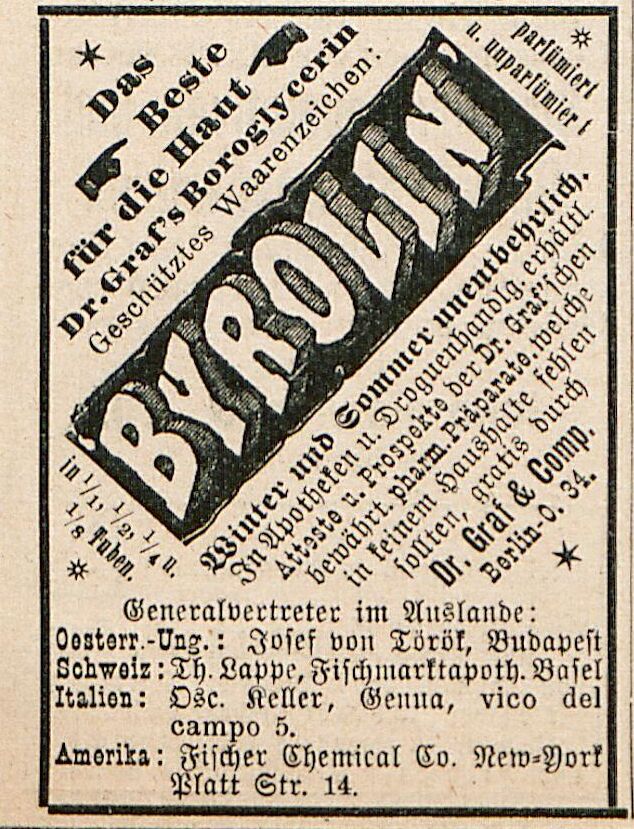 Das
Beste
für die Haut
Dr. Graf's Boroglycerin
Geschütztes Waarenzeichen:
parfümiert
u. unparfümiert
BYROLIN
in 1/1, 1/2, 1/4 u.
1/8 Tuben.
Winter und Sommer unentbehrlich.
In Apotheken u. Droguenhandlg. erhältl.
Atteste u. Prospekte der Dr. Graf'schen
bewährt. pharm. Präparate, welche
in keinem Haushalte fehlen
sollten, gratis durch
Dr. Graf & Comp.
Berlin-O. 34.
Generalvertreter im Auslande:
Oesterr.-Ung.: Josef von Török, Budapest
Schweiz: Th. Lappe, Fischmarktapoth. Basel
Italien: Osc. Keller, Genua, vico del
campo 5.
Amerika: Fischer Chemical Co. New-York
Platt Str. 14.